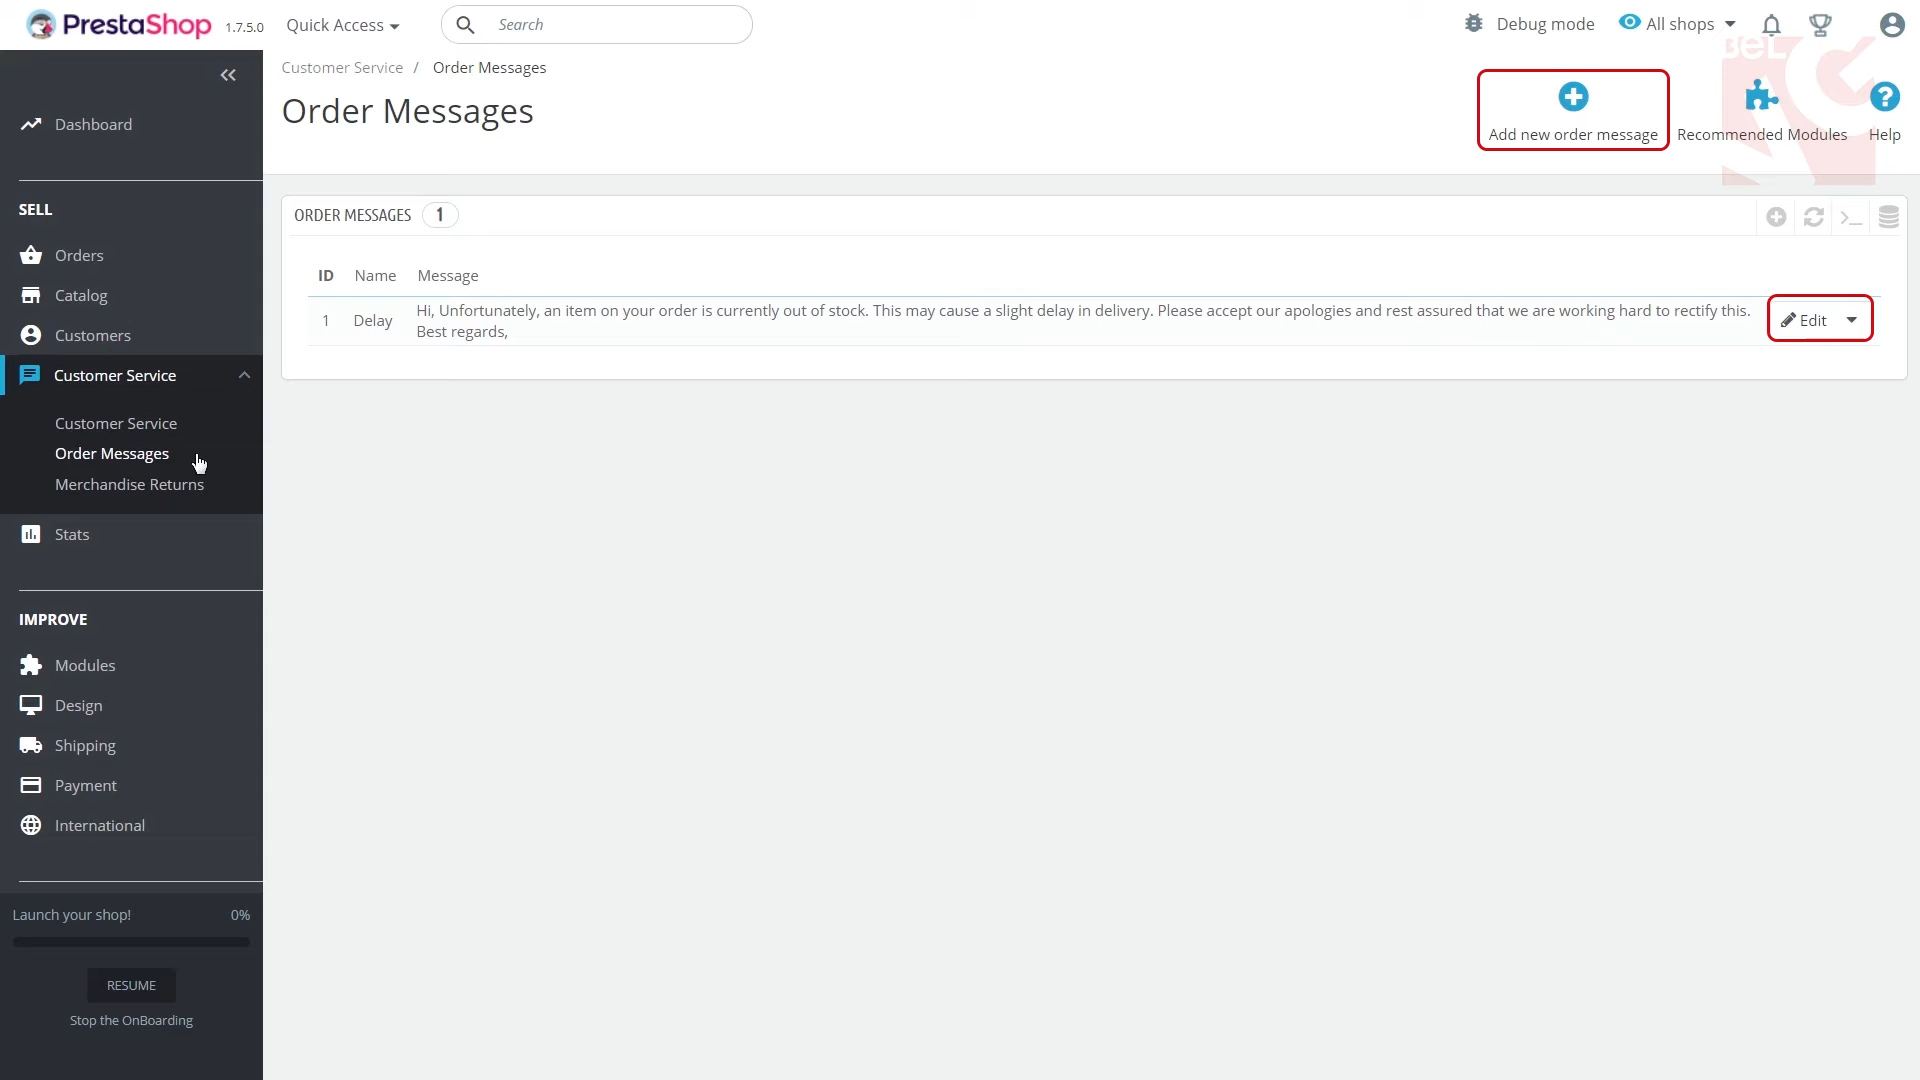 PrestaShop 1.7.5.0 Quick Access Search Debug mode All shops
Customer Service / Order Messages
Order Messages
Add new order message Recommended Modules Help
Dashboard
SELL
Orders
Catalog
Customers
Customer Service
Customer Service
Order Messages
Merchandise Returns
Stats
IMPROVE
Modules
Design
Shipping
Payment
International
Launch your shop! 0%
RESUME
Stop the OnBoarding
ORDER MESSAGES 1
ID Name Message
1 Delay Hi, Unfortunately, an item on your order is currently out of stock. This may cause a slight delay in delivery. Please accept our apologies and rest assured that we are working hard to rectify this.
Best regards,
Edit